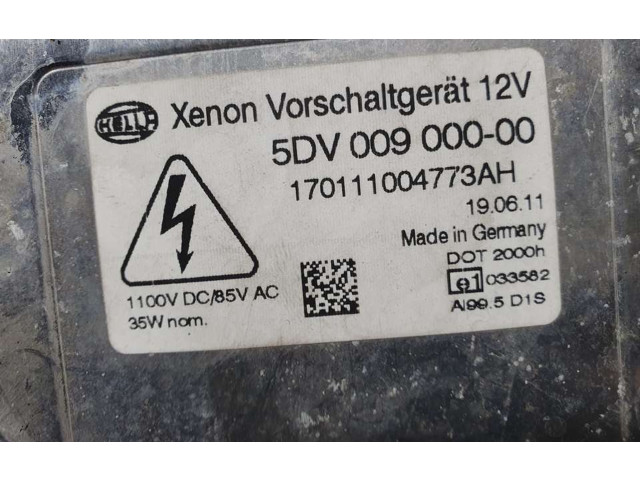 HELLA
Xenon Vorschaltgerät 12V
5DV 009 000-00
170111004773AH
19.06.11
Made in Germany
DOT 2000h
e1 033582
Al99.5 D1S
1100V DC/85V AC
35W nom.